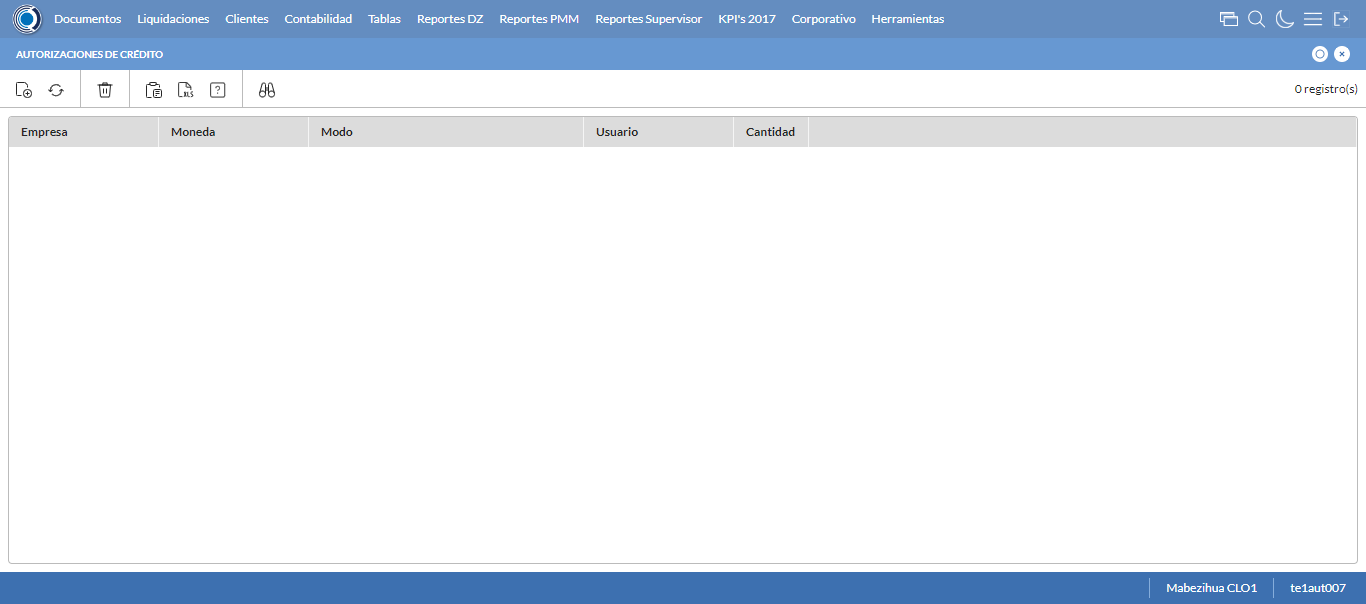 Documentos Liquidaciones Clientes Contabilidad Tablas Reportes DZ Reportes PMM Reportes Supervisor KPI's 2017 Corporativo Herramientas
AUTORIZACIONES DE CRÉDITO
XLS ? 0 registro(s)
Empresa Moneda Modo Usuario Cantidad
Mabezihua CLO1 te1aut007